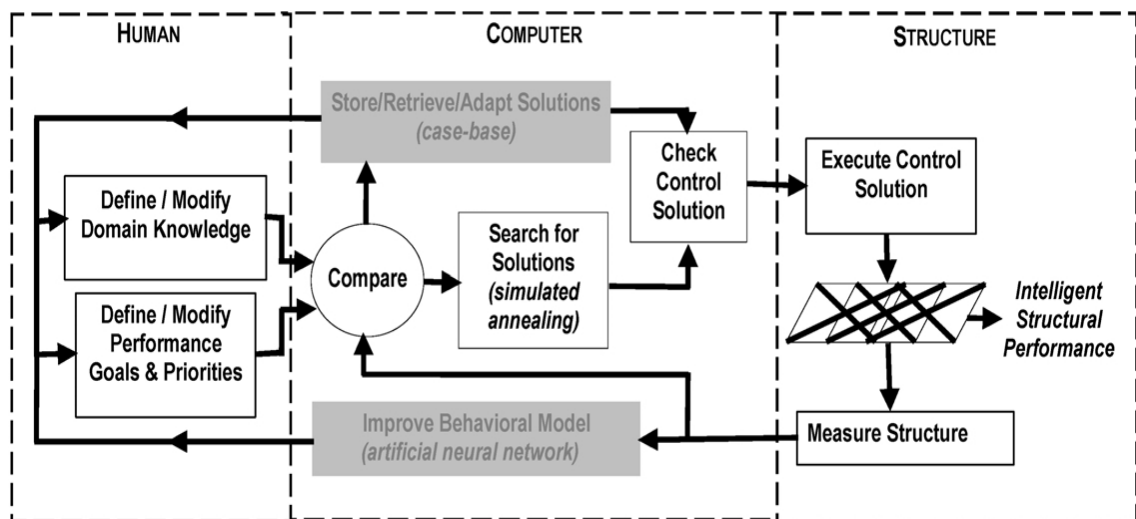 HUMAN
COMPUTER
STRUCTURE
Store/Retrieve/Adapt Solutions
(case-base)
Check
Control
Solution
Execute Control
Solution
Define / Modify
Domain Knowledge
Compare
Search for
Solutions
(simulated
annealing)
Define / Modify
Performance
Goals & Priorities
Intelligent
Structural
Performance
Improve Behavioral Model
(artificial neural network)
Measure Structure